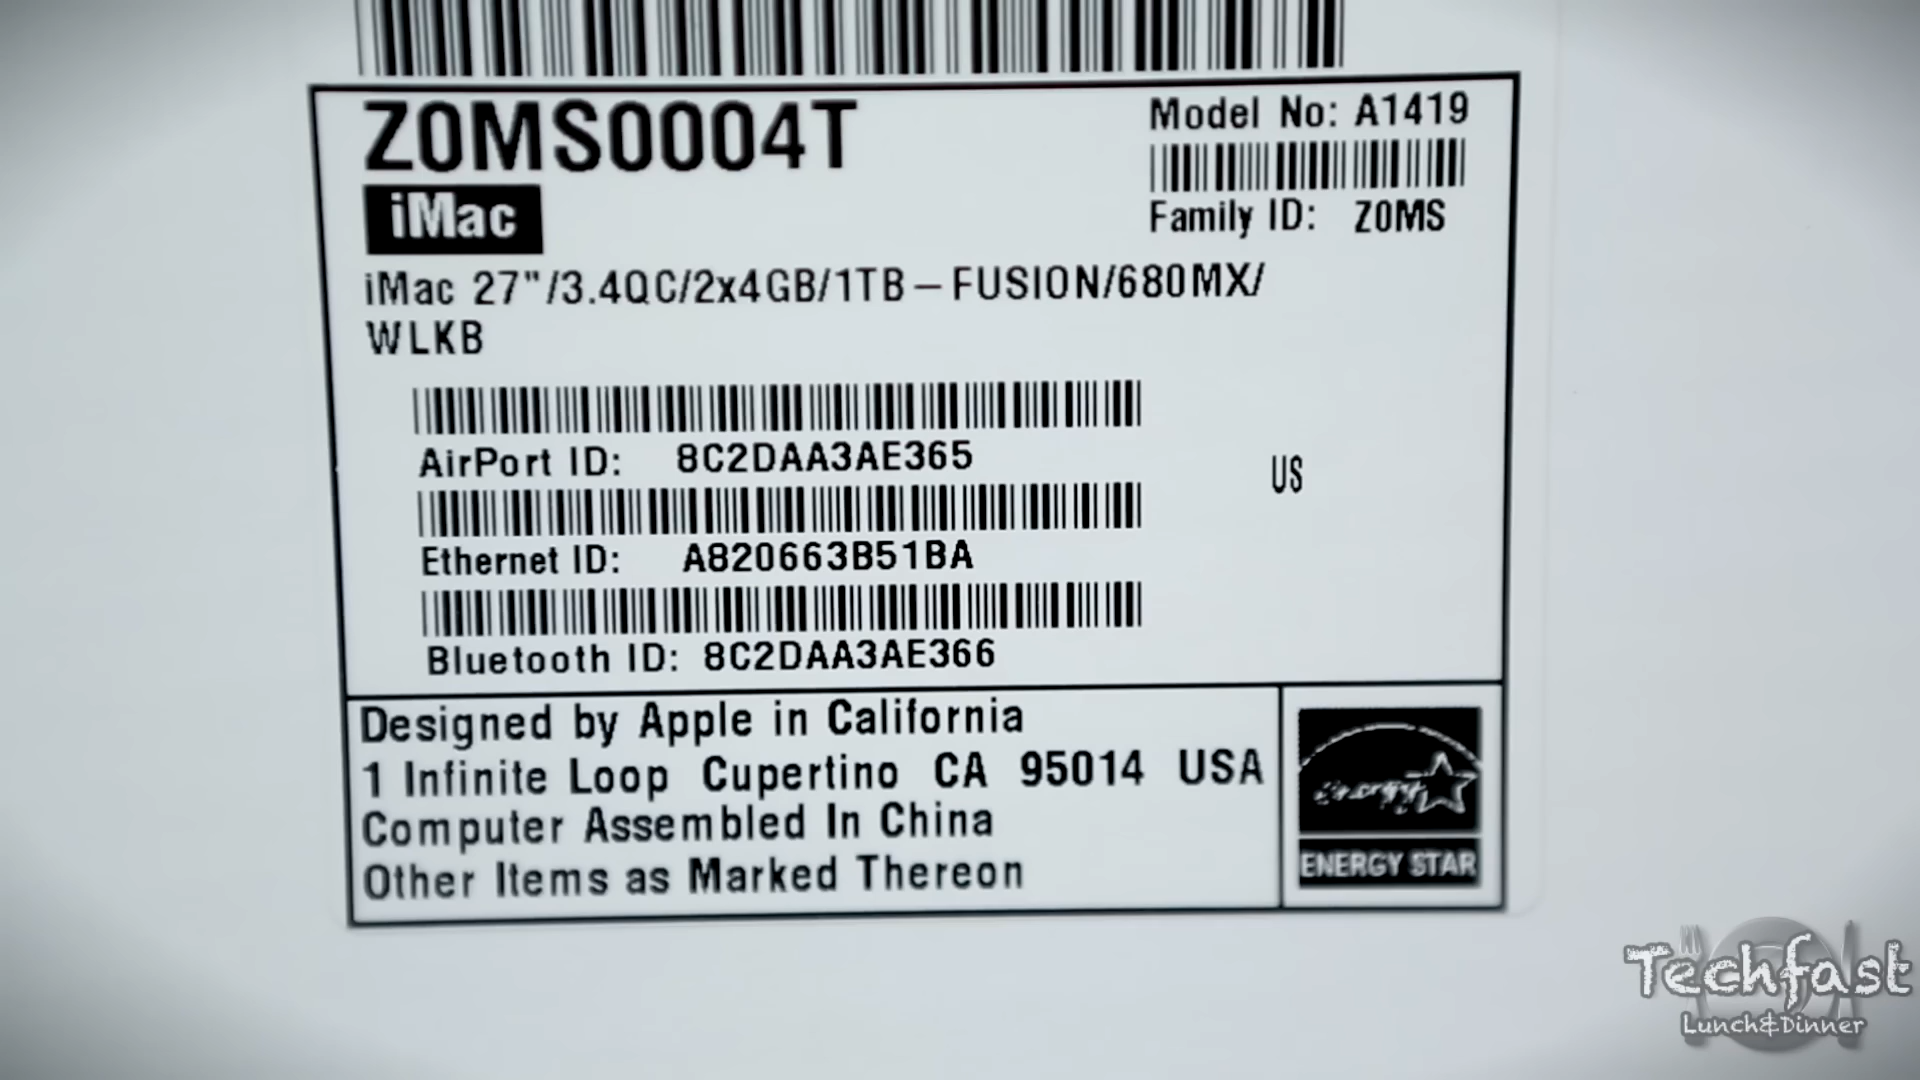 Z0MS0004T
Model No: A1419
iMac
Family ID: Z0MS
iMac 27"/3.4QC/2x4GB/1TB-FUSION/680MX/
WLKB
AirPort ID: 8C2DAA3AE365
US
Ethernet ID: A820663B51BA
Bluetooth ID: 8C2DAA3AE366
Designed by Apple in California
1 Infinite Loop Cupertino CA 95014 USA
Computer Assembled In China
Other Items as Marked Thereon
energy
ENERGY STAR
Techfast
Lunch&Dinner